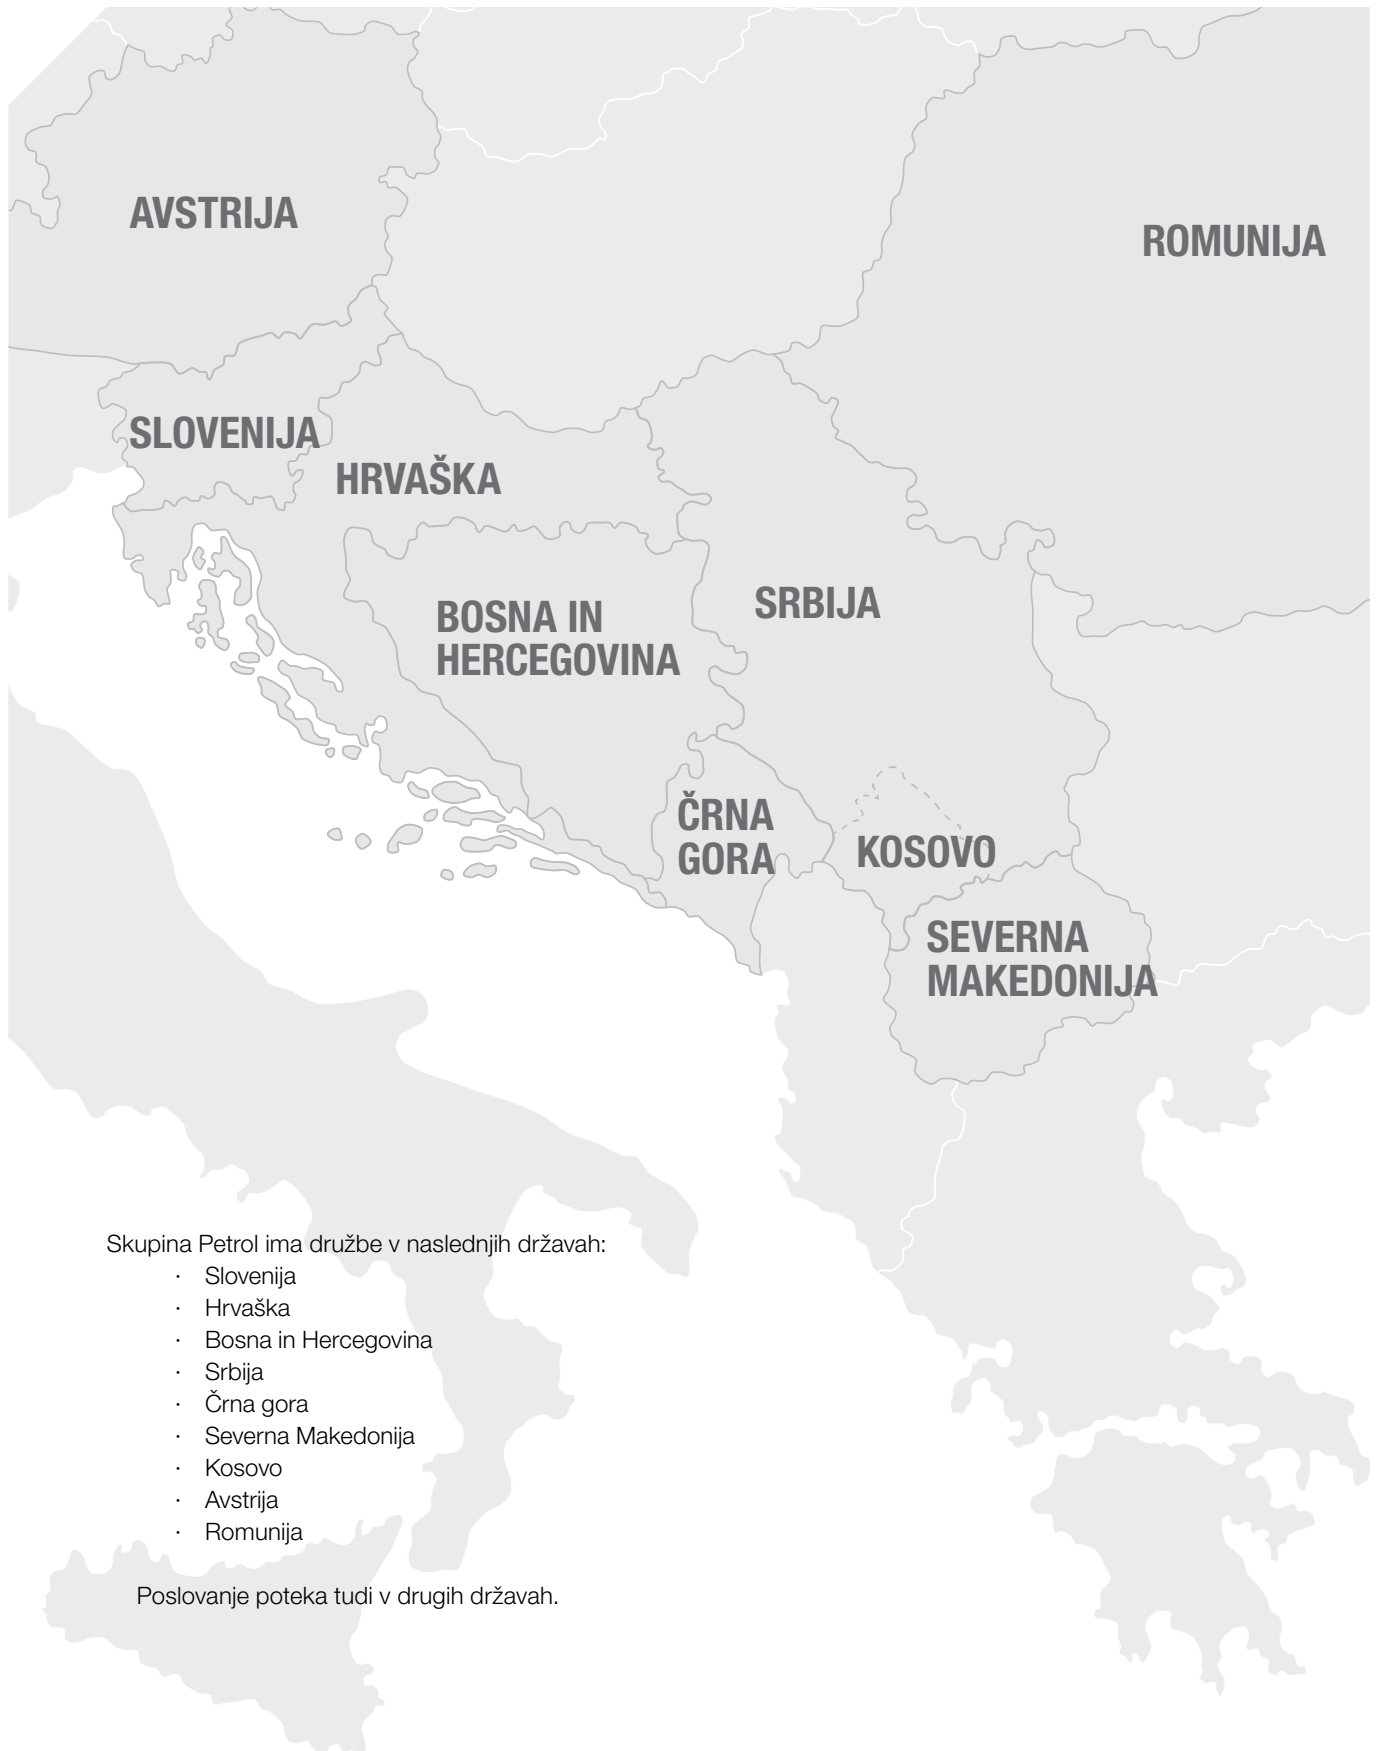 AVSTRIJA
ROMUNIJA
SLOVENIJA
HRVAŠKA
BOSNA IN
HERCEGOVINA
SRBIJA
ČRNA
GORA
KOSOVO
SEVERNA
MAKEDONIJA
Skupina Petrol ima družbe v naslednjih državah:
· Slovenija
· Hrvaška
· Bosna in Hercegovina
· Srbija
· Črna gora
· Severna Makedonija
· Kosovo
· Avstrija
· Romunija
Poslovanje poteka tudi v drugih državah.